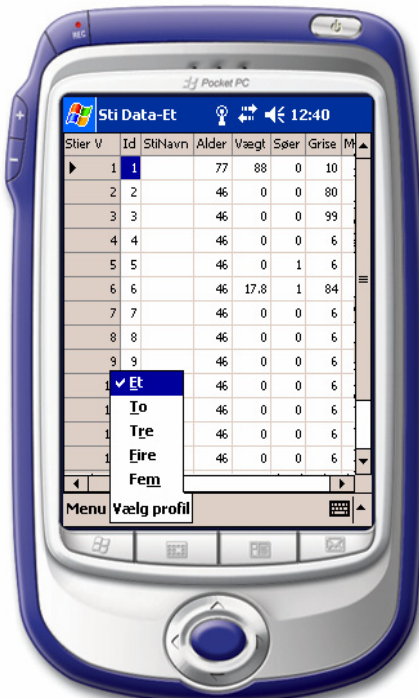 REC
Pocket PC
Sti Data-Et 12:40
Stier V Id StiNavn Alder Vægt Søer Grise
1 1 77 88 0 10
2 2 46 0 0 80
3 3 46 0 0 99
4 4 46 0 0 6
5 5 46 0 1 6
6 6 46 17.8 1 84
7 7 46 0 0 6
8 8 46 0 0 6
9 9 46 0 0 6
1 Et 46 0 0 6
1 To 46 0 0 6
1 Tre 46 0 0 6
1 Fire 46 0 0 6
Fem
Menu Vælg profil